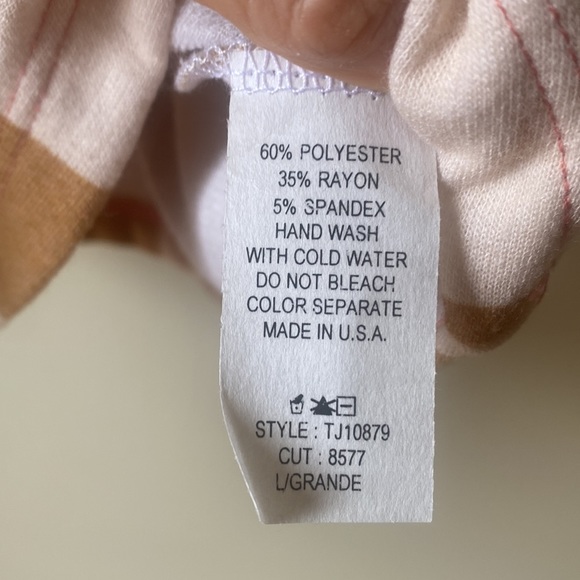 60% POLYESTER
35% RAYON
5% SPANDEX
HAND WASH
WITH COLD WATER
DO NOT BLEACH
COLOR SEPARATE
MADE IN U.S.A.
STYLE : TJ10879
CUT : 8577
L/GRANDE